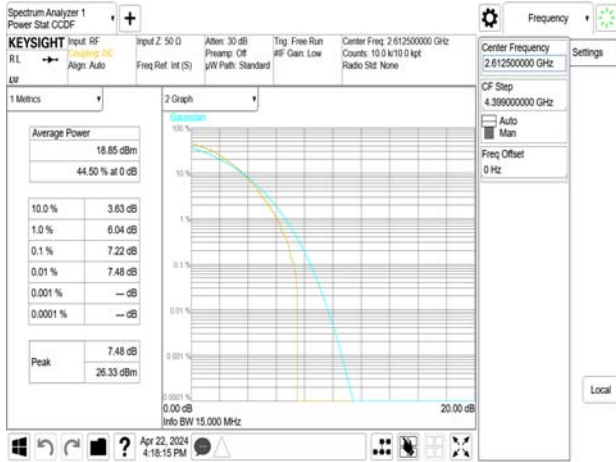 Spectrum Analyzer 1
Power Stat CCDF
+
Frequency
KEYSIGHT
Input: RF
Coupling: DC
Align: Auto
RL
LW
Input Z: 50 Ω
Freq Ref: Int (S)
Atten: 30 dB
Preamp: Off
µW Path: Standard
Trig: Free Run
#IF Gain: Low
Center Freq: 2.612500000 GHz
Counts: 10.0 k/10.0 kpt
Radio Std: None
Center Frequency
2.612500000 GHz
Settings
CF Step
4.399000000 GHz
Auto
Man
Freq Offset
0 Hz
Local
1 Metrics
Average Power
18.85 dBm
44.50 % at 0 dB
10.0 % 3.63 dB
1.0 % 6.04 dB
0.1 % 7.22 dB
0.01 % 7.48 dB
0.001 % --- dB
0.0001 % --- dB
Peak
7.48 dB
26.33 dBm
2 Graph
Gaussian
100 %
10 %
1 %
0.1 %
0.01 %
0.001 %
0.0001 %
0.00 dB
20.00 dB
Info BW 15.000 MHz
?
Apr 22, 2024
4:18:15 PM